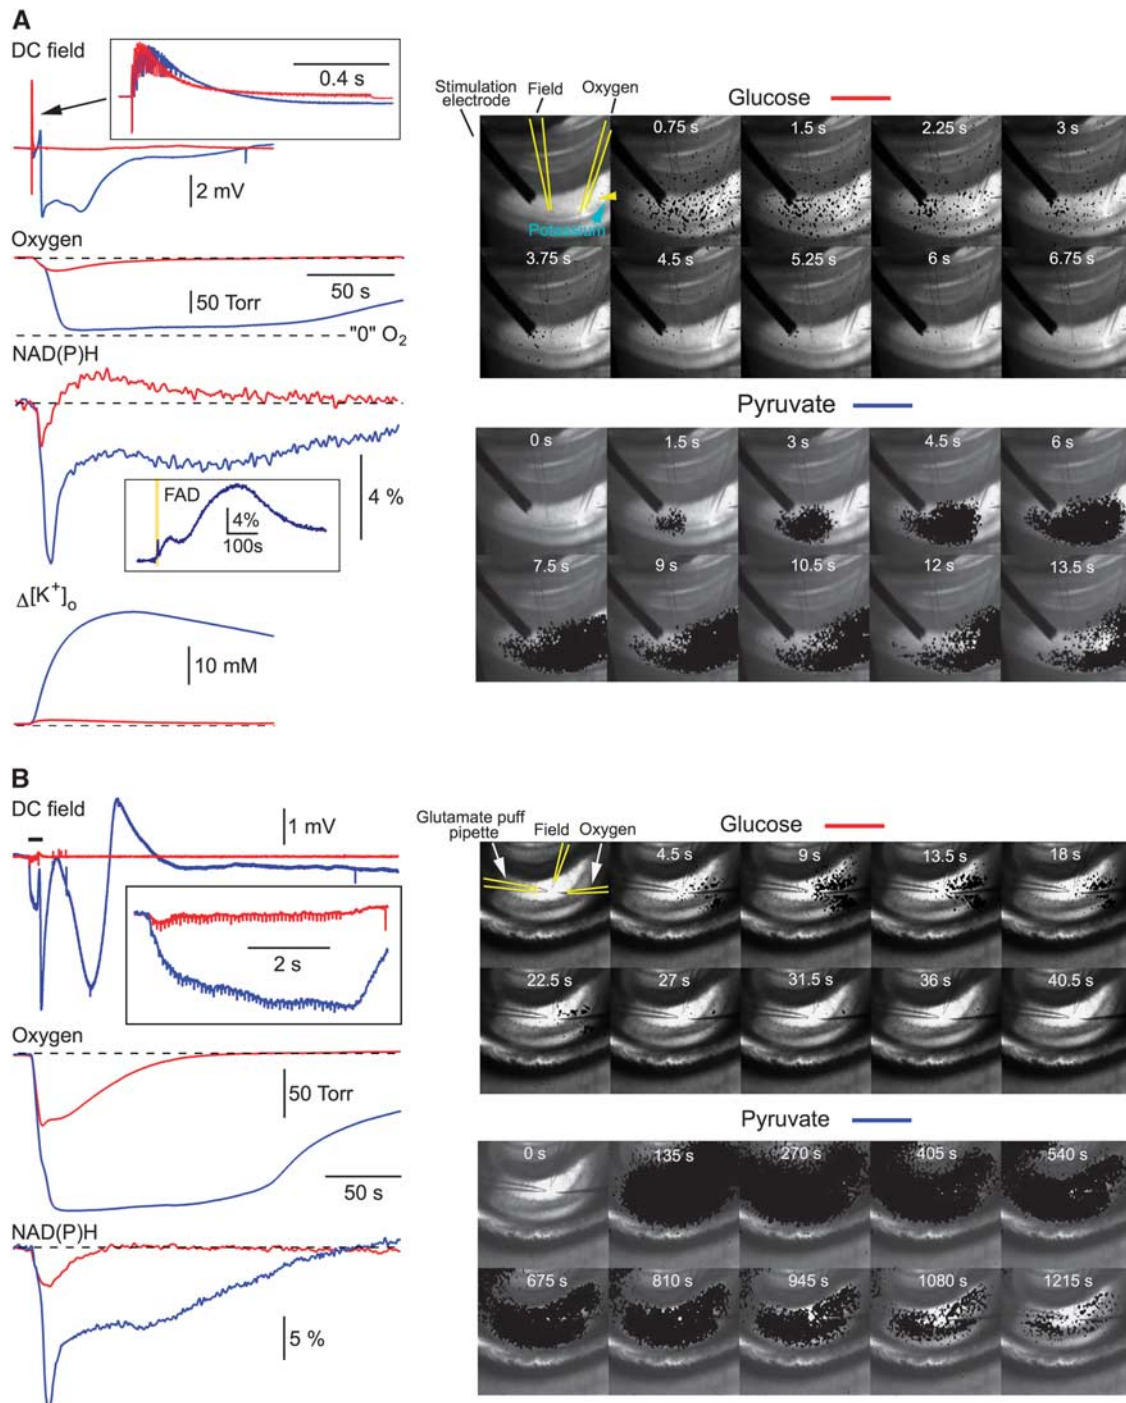 A
DC field
0.4 s
2 mV
Oxygen
50 Torr
50 s
"0" O2
NAD(P)H
FAD
4%
100s
4 %
Δ[K+]o
10 mM
Stimulation
electrode
Field
Oxygen
Potassium
Glucose
0.75 s
1.5 s
2.25 s
3 s
3.75 s
4.5 s
5.25 s
6 s
6.75 s
Pyruvate
0 s
1.5 s
3 s
4.5 s
6 s
7.5 s
9 s
10.5 s
12 s
13.5 s
B
DC field
1 mV
2 s
Oxygen
50 Torr
50 s
NAD(P)H
5 %
Glutamate puff
pipette
Field
Oxygen
Glucose
4.5 s
9 s
13.5 s
18 s
22.5 s
27 s
31.5 s
36 s
40.5 s
Pyruvate
0 s
135 s
270 s
405 s
540 s
675 s
810 s
945 s
1080 s
1215 s